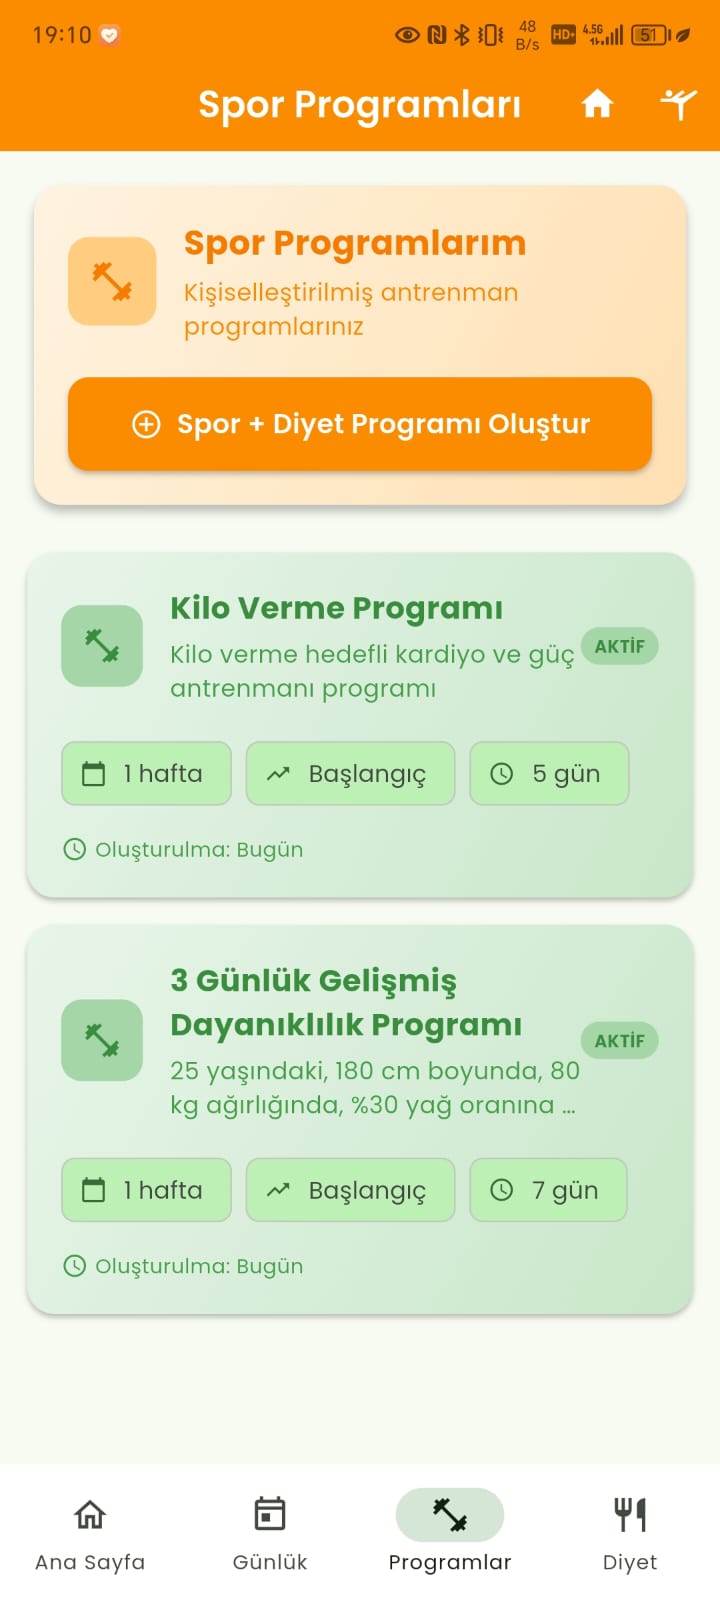 19:10
48
B/s
HD+
4.5G
51
Spor Programları
Spor Programlarım
Kişiselleştirilmiş antrenman
programlarınız
Spor + Diyet Programı Oluştur
Kilo Verme Programı
Kilo verme hedefli kardiyo ve güç
antrenmanı programı
AKTİF
1 hafta
Başlangıç
5 gün
Oluşturulma: Bugün
3 Günlük Gelişmiş
Dayanıklılık Programı
25 yaşındaki, 180 cm boyunda, 80
kg ağırlığında, %30 yağ oranına ...
AKTİF
1 hafta
Başlangıç
7 gün
Oluşturulma: Bugün
Ana Sayfa
Günlük
Programlar
Diyet